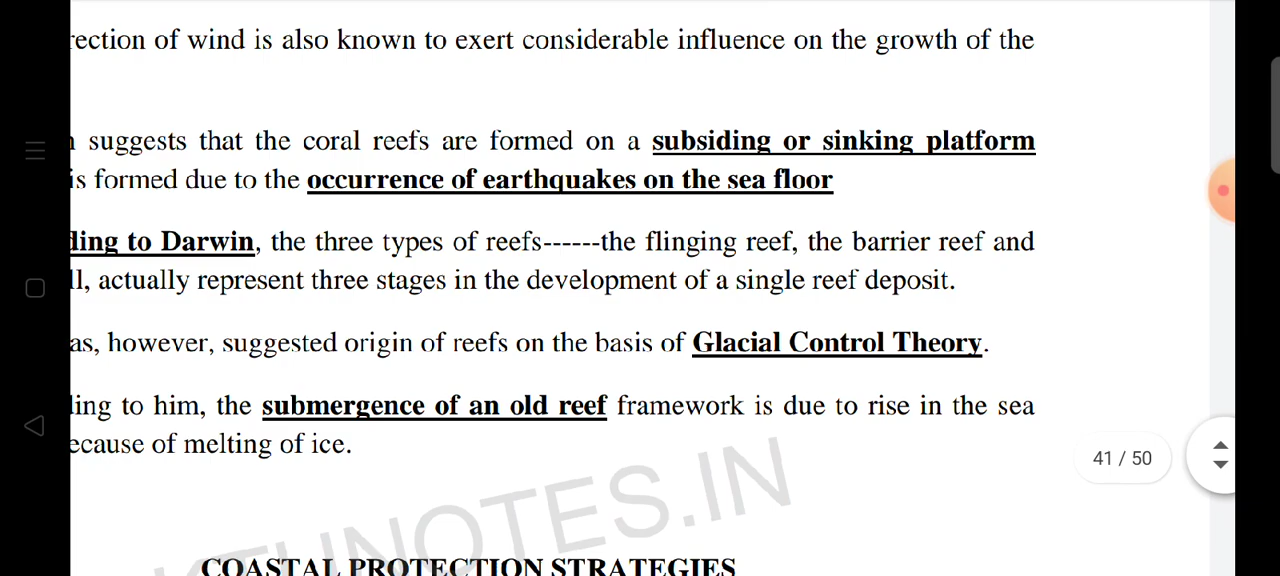 rection of wind is also known to exert considerable influence on the growth of the
suggests that the coral reefs are formed on a subsiding or sinking platform
is formed due to the occurrence of earthquakes on the sea floor
ding to Darwin, the three types of reefs------the flinging reef, the barrier reef and
ll, actually represent three stages in the development of a single reef deposit.
as, however, suggested origin of reefs on the basis of Glacial Control Theory.
ding to him, the submergence of an old reef framework is due to rise in the sea
ecause of melting of ice.
41 / 50
KTUNOTES.IN
COASTAL PROTECTION STRATEGIES